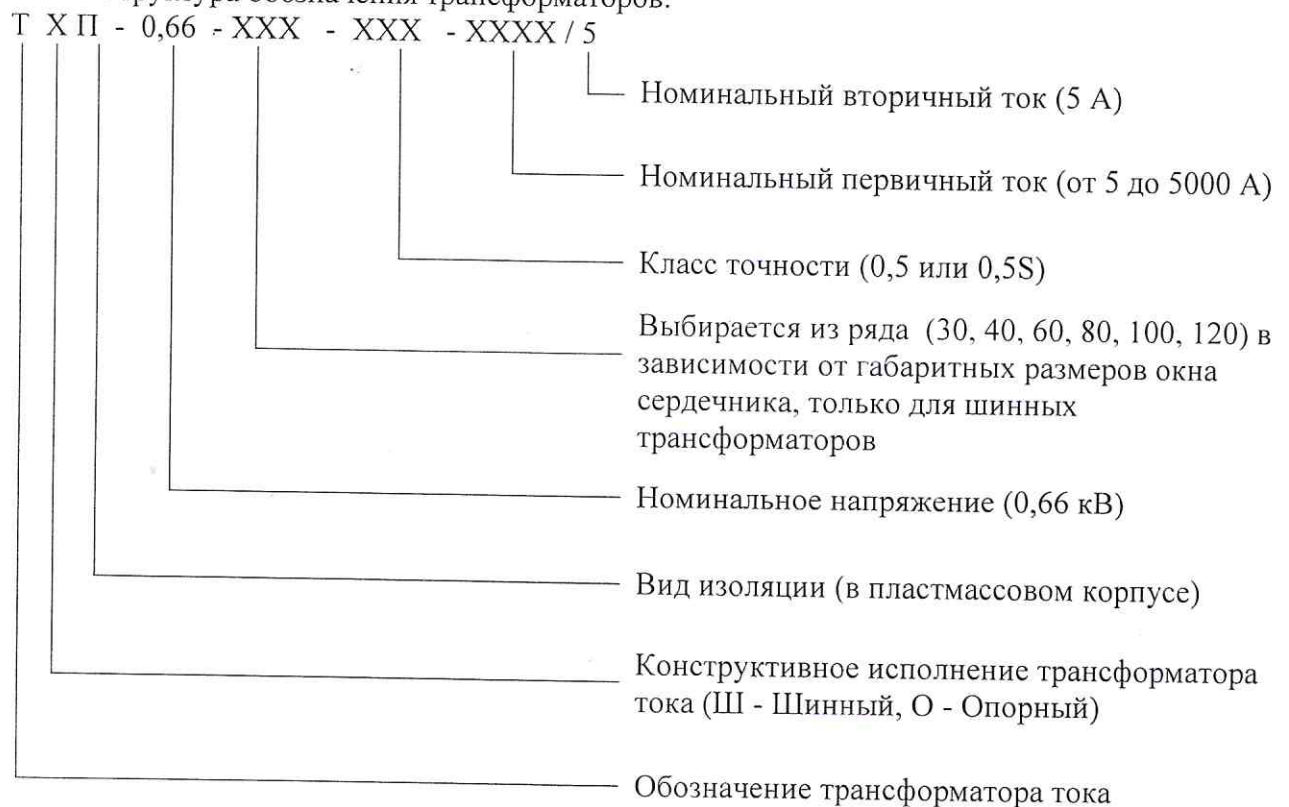 структура обозначения трансформаторов:
Т Х П - 0,66 - ХХХ - ХХХ - ХХХХ / 5
Номинальный вторичный ток (5 А)
Номинальный первичный ток (от 5 до 5000 А)
Класс точности (0,5 или 0,5S)
Выбирается из ряда (30, 40, 60, 80, 100, 120) в
зависимости от габаритных размеров окна
сердечника, только для шинных
трансформаторов
Номинальное напряжение (0,66 кВ)
Вид изоляции (в пластмассовом корпусе)
Конструктивное исполнение трансформатора
тока (Ш - Шинный, О - Опорный)
Обозначение трансформатора тока